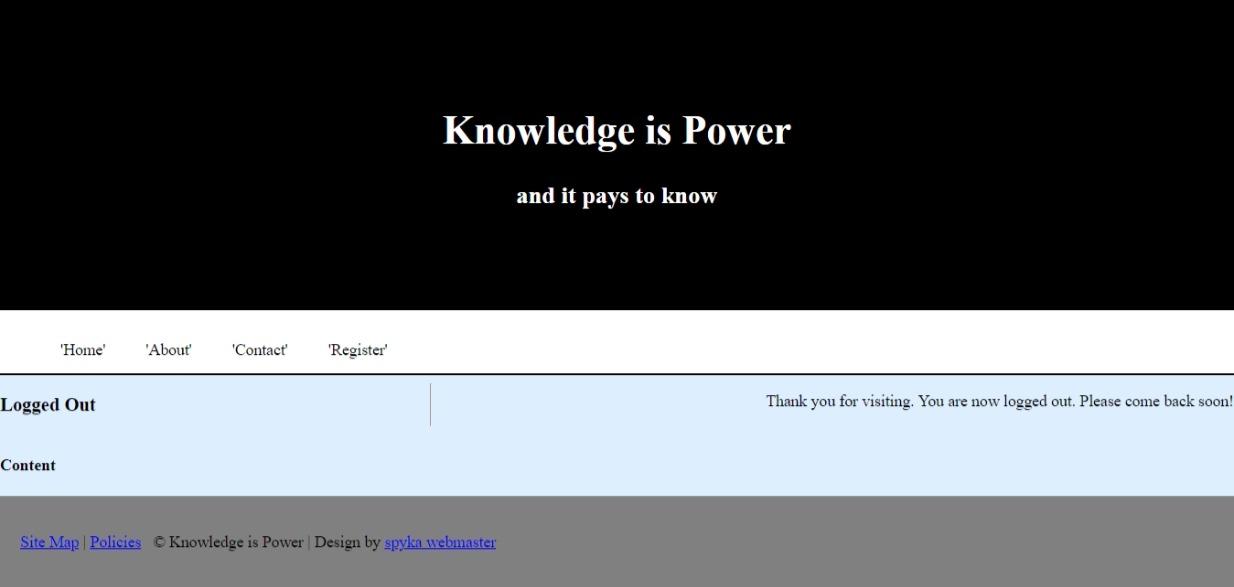 Knowledge is Power
and it pays to know
'Home' 'About' 'Contact' 'Register'
Logged Out
Thank you for visiting. You are now logged out. Please come back soon!
Content
Site Map | Policies © Knowledge is Power | Design by spyka webmaster